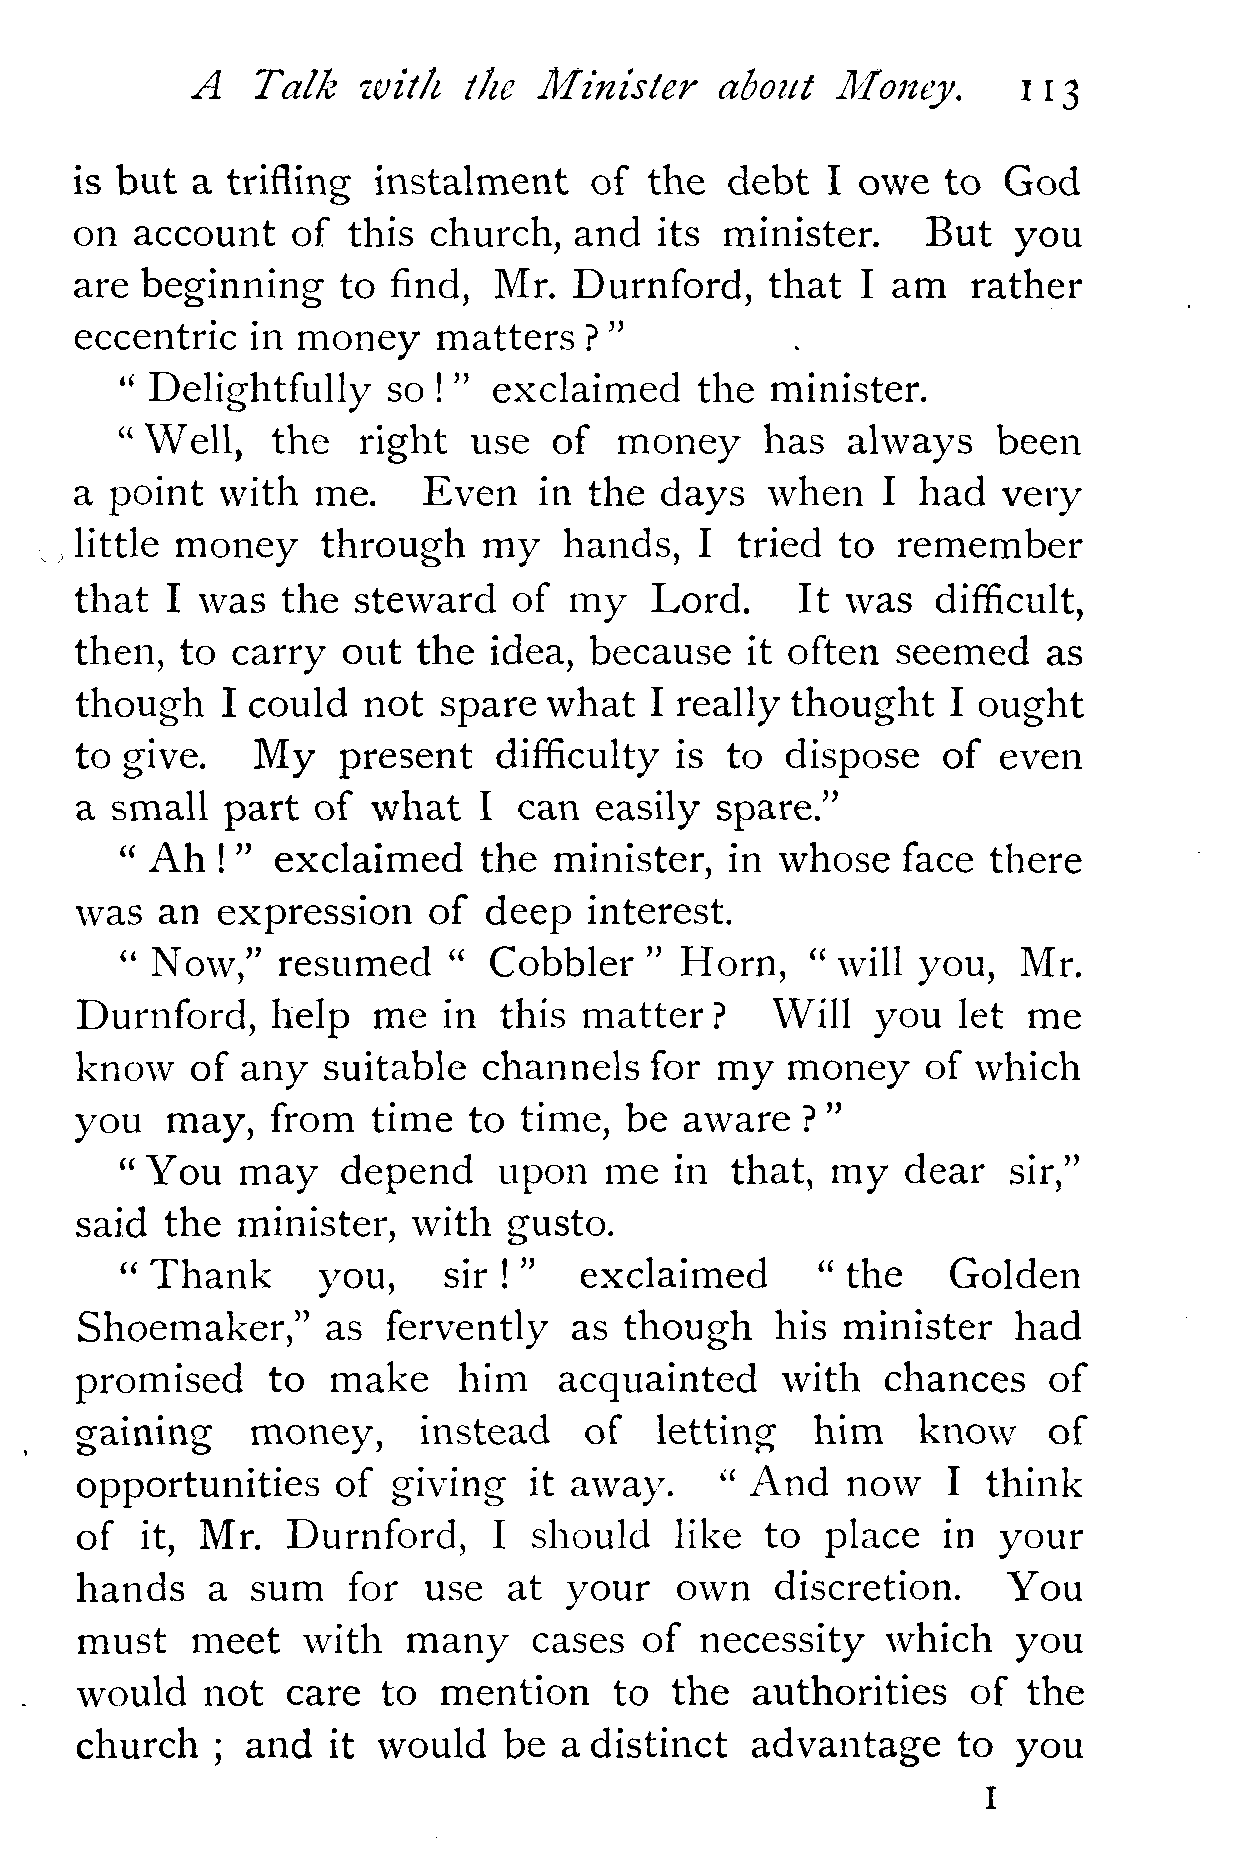 A Talk with the Minister about Money. 113
is but a trifling instalment of the debt I owe to God
on account of this church, and its minister. But you
are beginning to find, Mr. Durnford, that I am rather
eccentric in money matters ? ”
“ Delightfully so ! ” exclaimed the minister.
“ Well, the right use of money has always been
a point with me. Even in the days when I had very
little money through my hands, I tried to remember
that I was the steward of my Lord. It was difficult,
then, to carry out the idea, because it often seemed as
though I could not spare what I really thought I ought
to give. My present difficulty is to dispose of even
a small part of what I can easily spare.”
“ Ah ! ” exclaimed the minister, in whose face there
was an expression of deep interest.
“ Now,” resumed “ Cobbler ” Horn, “ will you, Mr.
Durnford, help me in this matter ? Will you let me
know of any suitable channels for my money of which
you may, from time to time, be aware ? ”
“ You may depend upon me in that, my dear sir,”
said the minister, with gusto.
“ Thank you, sir ! ” exclaimed “ the Golden
Shoemaker,” as fervently as though his minister had
promised to make him acquainted with chances of
gaining money, instead of letting him know of
opportunities of giving it away. “ And now I think
of it, Mr. Durnford, I should like to place in your
hands a sum for use at your own discretion. You
must meet with many cases of necessity which you
would not care to mention to the authorities of the
church ; and it would be a distinct advantage to you
I